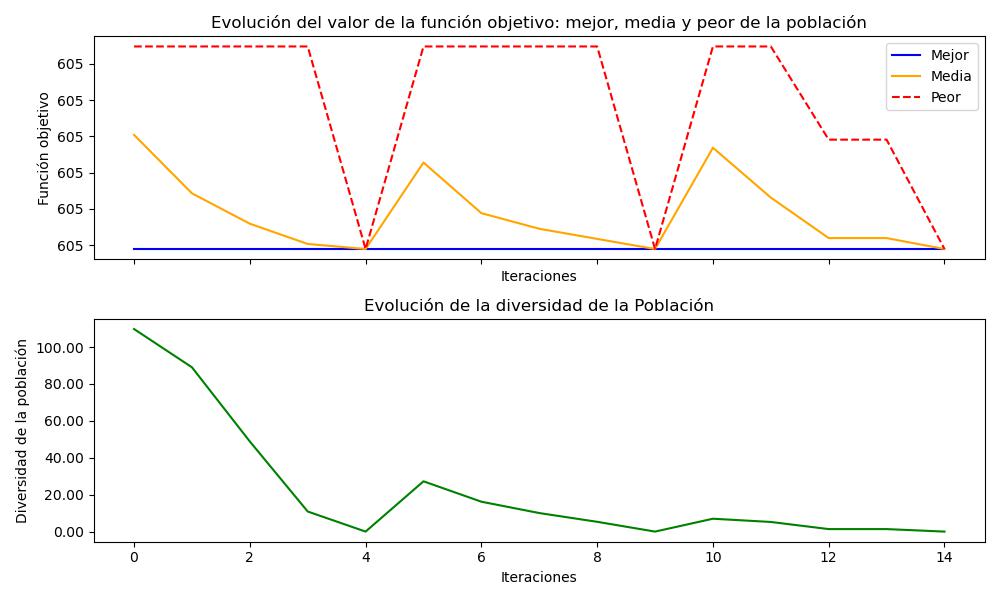 Evolución del valor de la función objetivo: mejor, media y peor de la población
Función objetivo
605
605
605
605
605
605
Mejor
Media
Peor
Iteraciones
Evolución de la diversidad de la Población
Diversidad de la población
100.00
80.00
60.00
40.00
20.00
0.00
0 2 4 6 8 10 12 14
Iteraciones